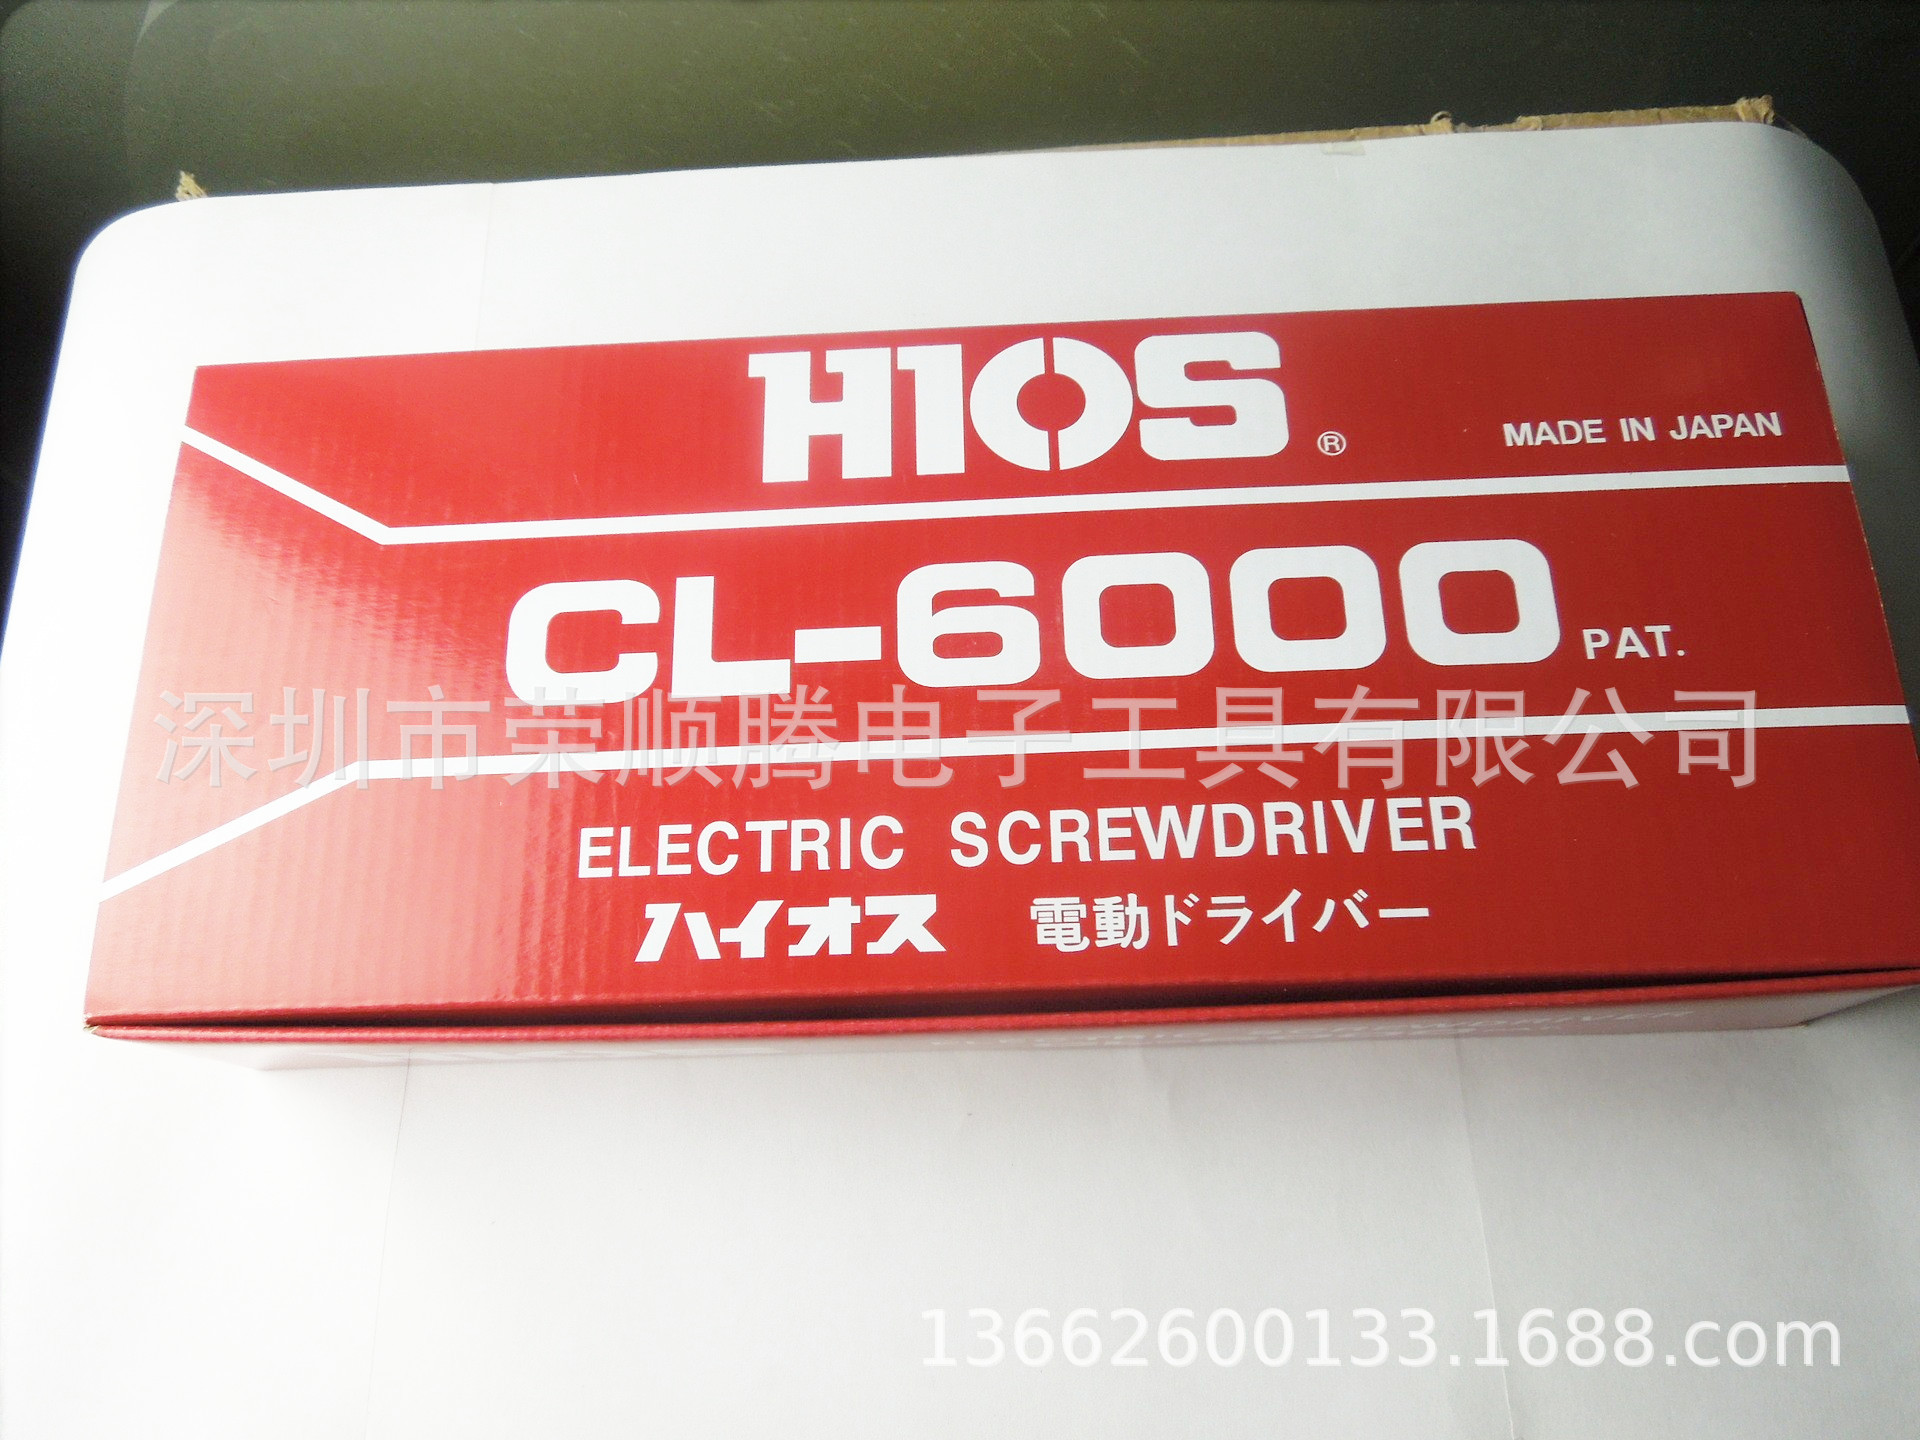 HIOS ®
MADE IN JAPAN
CL-6000 PAT.
深圳市荣顺腾电子工具有限公司
ELECTRIC SCREWDRIVER
ハイオス 電動ドライバー
13662600133.1688.com